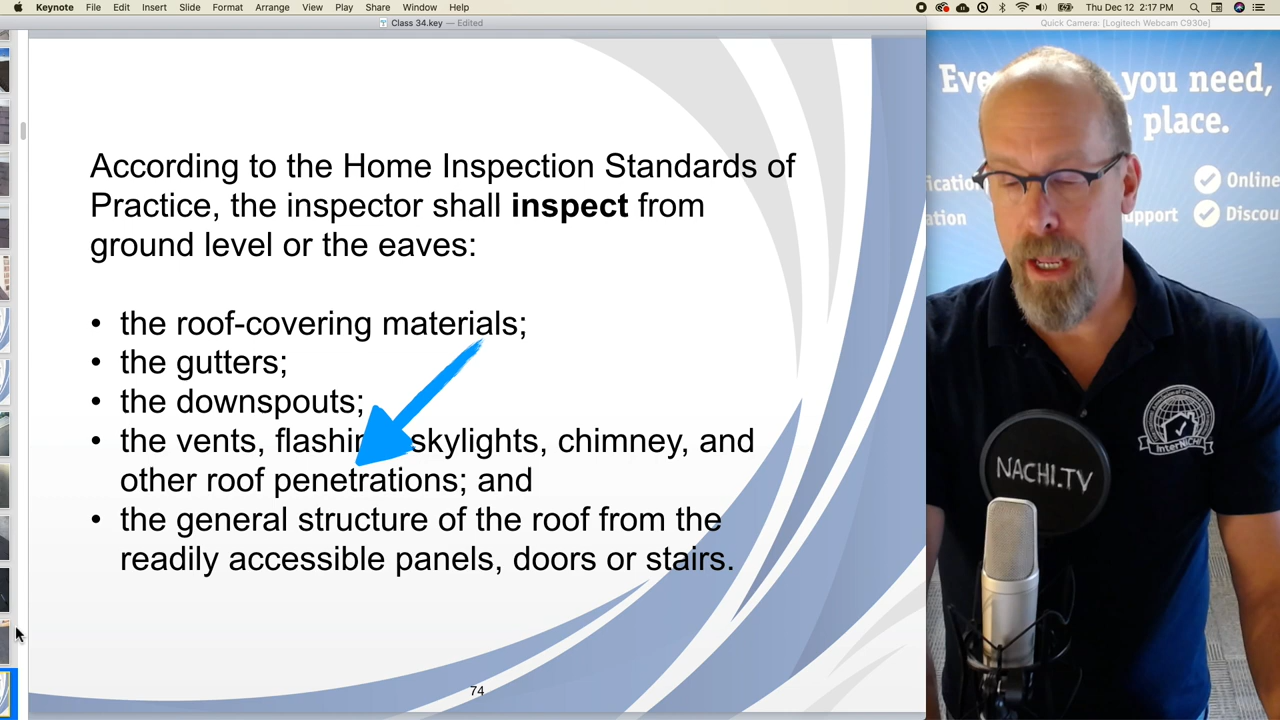 Keynote File Edit Insert Slide Format Arrange View Play Share Window Help Thu Dec 12 2:17 PM
Class 34.key — Edited
Quick Camera: [Logitech Webcam C930e]
According to the Home Inspection Standards of
Practice, the inspector shall inspect from
ground level or the eaves:
• the roof-covering materials;
• the gutters;
• the downspouts;
• the vents, skylights, chimney, and
other roof penetrations; and
• the general structure of the roof from the
readily accessible panels, doors or stairs.
74
you need,
place.
Online
InterNACHI
NACHI.TV